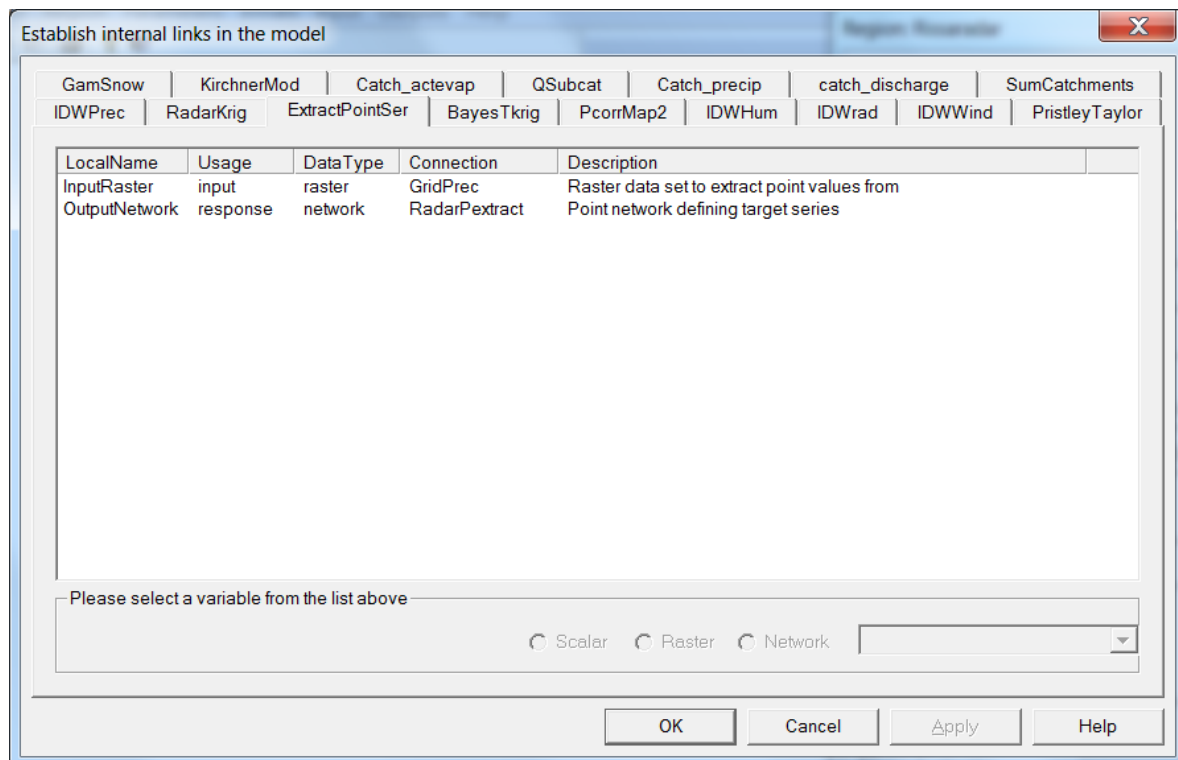 Establish internal links in the model
GamSnow KirchnerMod Catch_actevap QSubcat Catch_precip catch_discharge SumCatchments
IDWPrec RadarKrig ExtractPointSer BayesTkrig PcorrMap2 IDWHum IDWrad IDWWind PristleyTaylor
LocalName Usage DataType Connection Description
InputRaster input raster GridPrec Raster data set to extract point values from
OutputNetwork response network RadarPextract Point network defining target series
Please select a variable from the list above
Scalar Raster Network
OK Cancel Apply Help